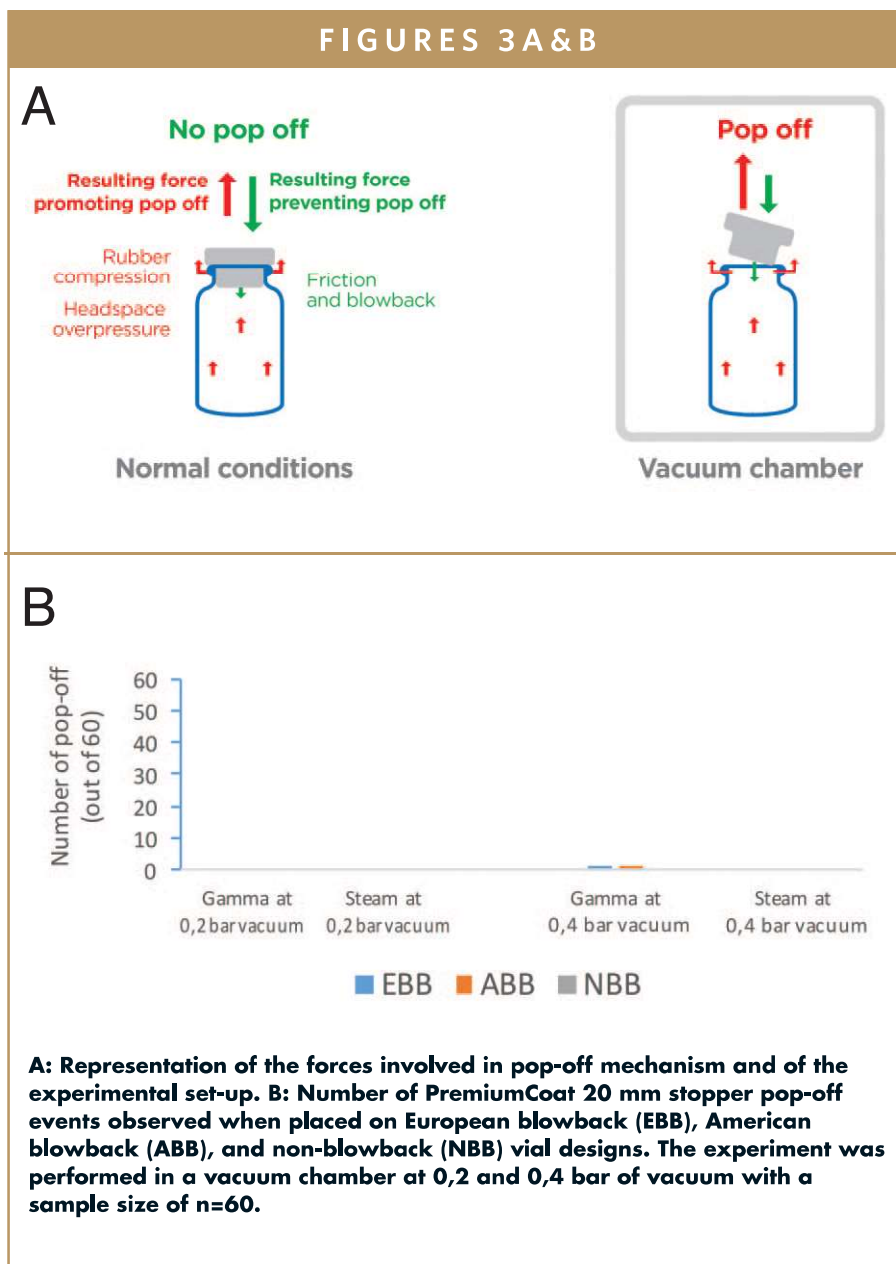 FIGURES 3A&B
A
No pop off
Resulting force
promoting pop off
Resulting force
preventing pop off
Rubber
compression
Headspace
overpressure
Friction
and blowback
Normal conditions
Pop off
Vacuum chamber
B
Number of pop-off
(out of 60)
60
50
40
30
20
10
0
Gamma at
0,2 bar vacuum
Steam at
0,2 bar vacuum
Gamma at
0,4 bar vacuum
Steam at
0,4 bar vacuum
EBB ABB NBB
A: Representation of the forces involved in pop-off mechanism and of the
experimental set-up. B: Number of PremiumCoat 20 mm stopper pop-off
events observed when placed on European blowback (EBB), American
blowback (ABB), and non-blowback (NBB) vial designs. The experiment was
performed in a vacuum chamber at 0,2 and 0,4 bar of vacuum with a
sample size of n=60.